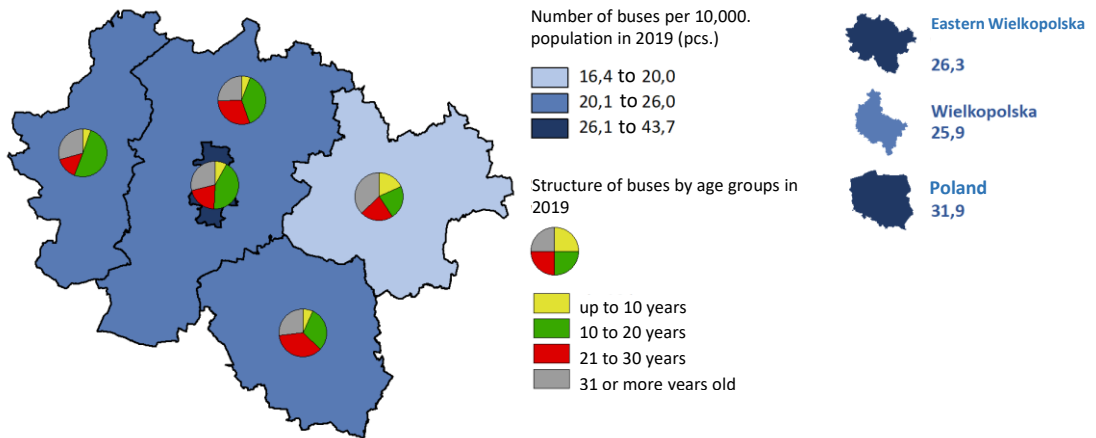 Number of buses per 10,000.
population in 2019 (pcs.)
16,4 to 20,0
20,1 to 26,0
26,1 to 43,7
Structure of buses by age groups in
2019
up to 10 years
10 to 20 years
21 to 30 years
31 or more years old
Eastern Wielkopolska
26,3
Wielkopolska
25,9
Poland
31,9